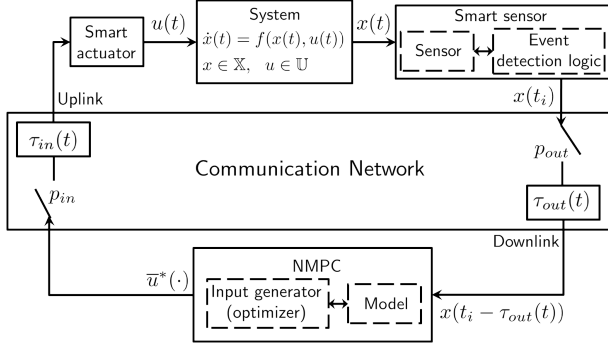 Smart
actuator
u(t)
System
ẋ(t) = f(x(t), u(t))
x ∈ 𝕏, u ∈ 𝕌
x(t)
Smart sensor
Sensor
Event
detection logic
Uplink
x(t_i)
τ_in(t)
Communication Network
p_out
p_in
τ_out(t)
Downlink
NMPC
u̅*(·)
Input generator
(optimizer)
Model
x(t_i − τ_out(t))